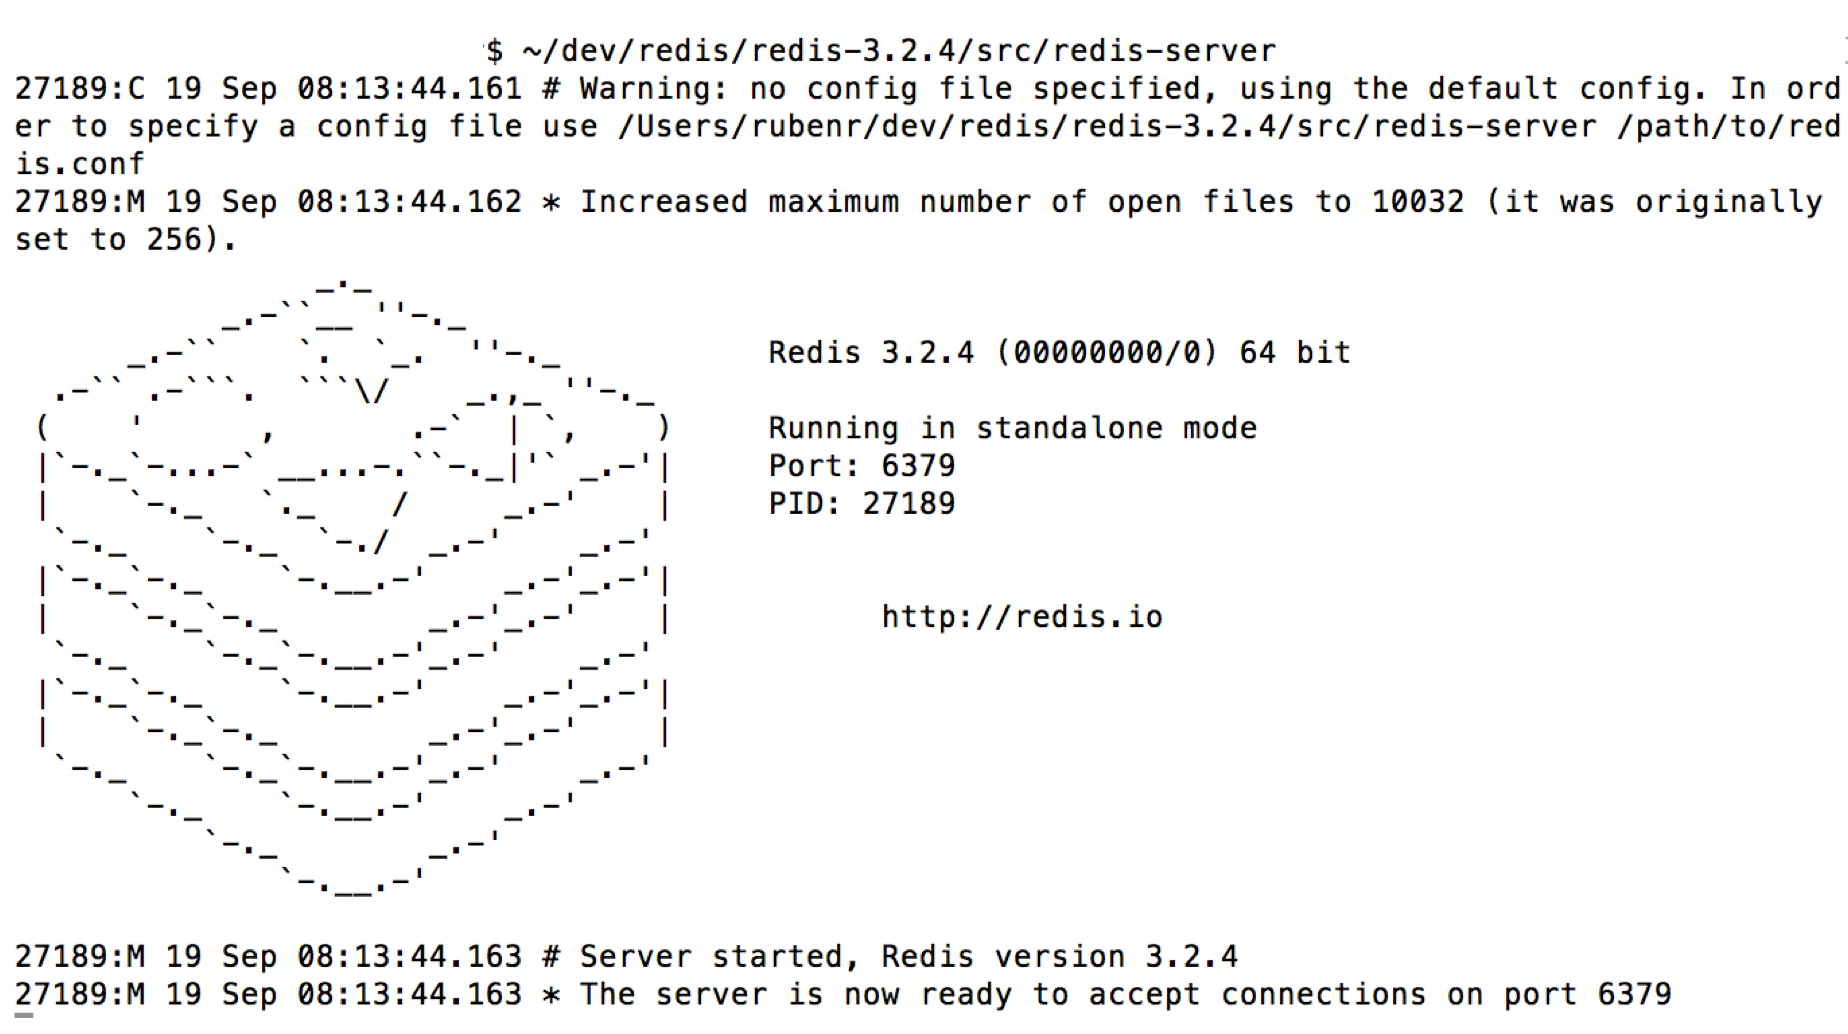 $ ~/dev/redis/redis-3.2.4/src/redis-server
27189:C 19 Sep 08:13:44.161 # Warning: no config file specified, using the default config. In ord
er to specify a config file use /Users/rubenr/dev/redis/redis-3.2.4/src/redis-server /path/to/red
is.conf
27189:M 19 Sep 08:13:44.162 * Increased maximum number of open files to 10032 (it was originally
set to 256).
Redis 3.2.4 (00000000/0) 64 bit
Running in standalone mode
Port: 6379
PID: 27189
http://redis.io
27189:M 19 Sep 08:13:44.163 # Server started, Redis version 3.2.4
27189:M 19 Sep 08:13:44.163 * The server is now ready to accept connections on port 6379